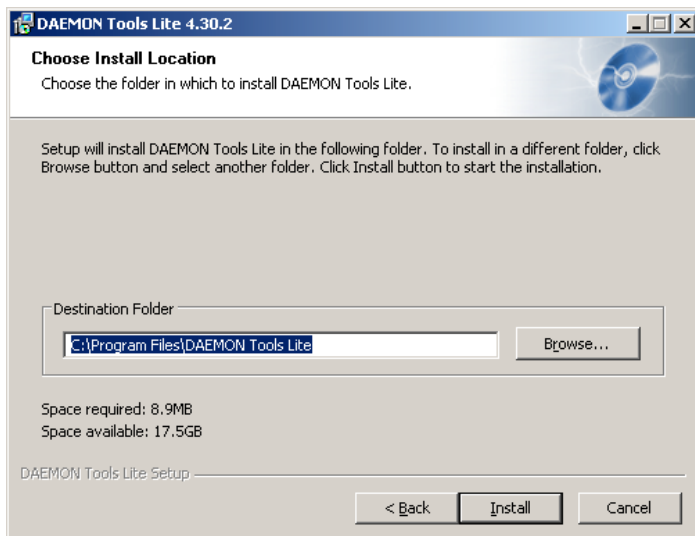 DAEMON Tools Lite 4.30.2
Choose Install Location
Choose the folder in which to install DAEMON Tools Lite.
Setup will install DAEMON Tools Lite in the following folder. To install in a different folder, click
Browse button and select another folder. Click Install button to start the installation.
Destination Folder
C:\Program Files\DAEMON Tools Lite
Browse...
Space required: 8.9MB
Space available: 17.5GB
DAEMON Tools Lite Setup
< Back
Install
Cancel